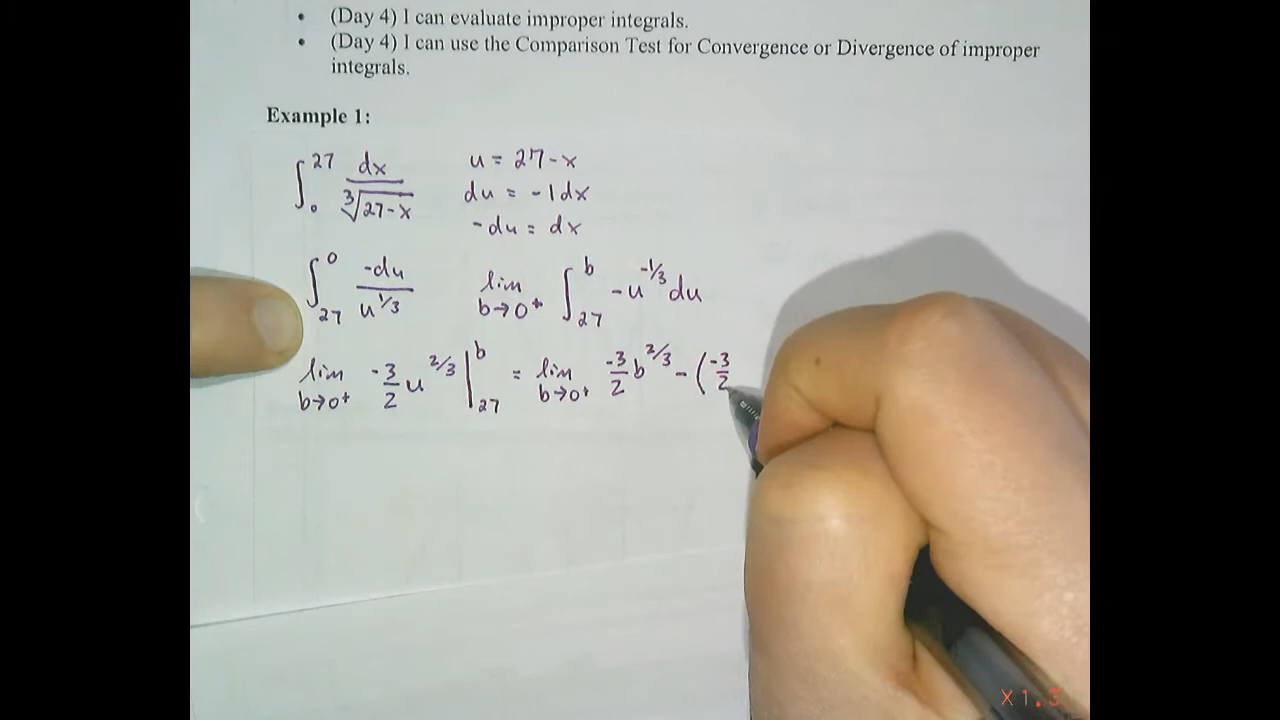 • (Day 4) I can evaluate improper integrals.
• (Day 4) I can use the Comparison Test for Convergence or Divergence of improper
integrals.
Example 1:
∫₀²⁷ dx/∛(27-x)   u = 27-x
du = -1dx
-du = dx
∫₂₇⁰ -du/u^(1/3)   lim b→0⁺ ∫₂₇ᵇ -u^(-1/3) du
lim b→0⁺ -3/2 u^(2/3) |₂₇ᵇ = lim b→0⁺ -3/2 b^(2/3) - (-3/2
X1.3